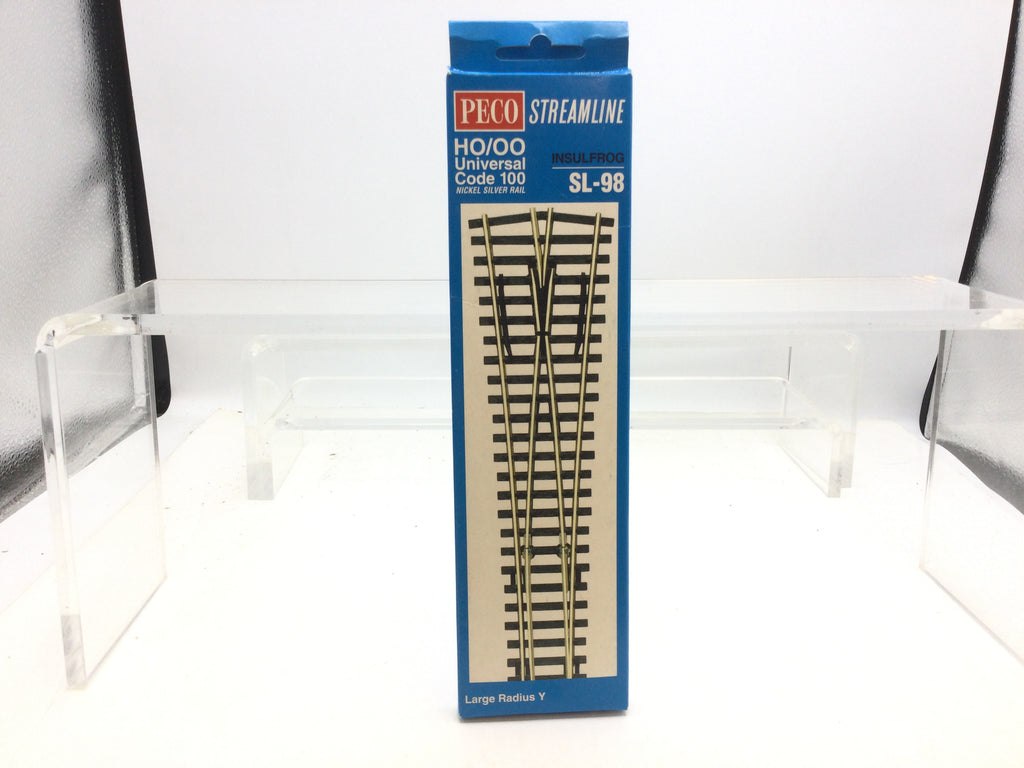 PECO STREAMLINE
HO/OO
Universal
Code 100
NICKEL SILVER RAIL
INSULFROG
SL-98
Large Radius Y